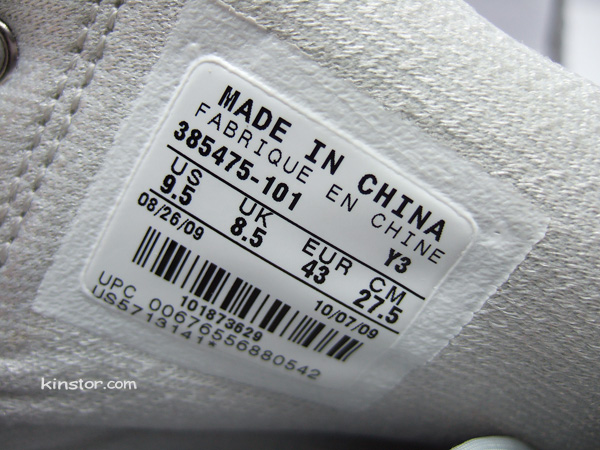 MADE IN CHINA
FABRIQUE EN CHINE
385475-101 Y3
US UK EUR CM
9.5 8.5 43 27.5
08/26/09 10/07/09
101873629
UPC 00676556880542
US5713141*
kinstor.com